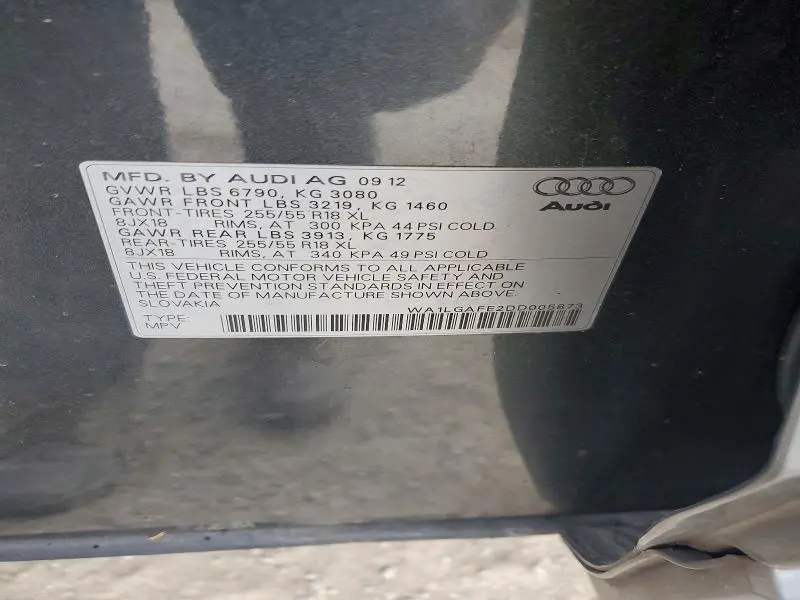 MFD. BY AUDI AG 09 12
GVWR LBS 6790, KG 3080
GAWR FRONT LBS 3219, KG 1460
FRONT-TIRES 255/55 R18 XL
8JX18 RIMS, AT 300 KPA 44 PSI COLD
GAWR REAR LBS 3913, KG 1775
REAR-TIRES 255/55 R18 XL
8JX18 RIMS, AT 340 KPA 49 PSI COLD
Audi
THIS VEHICLE CONFORMS TO ALL APPLICABLE
U.S. FEDERAL MOTOR VEHICLE SAFETY AND
THEFT PREVENTION STANDARDS IN EFFECT ON
THE DATE OF MANUFACTURE SHOWN ABOVE.
SLOVAKIA
WA1LGAFE2DD005873
TYPE:
MPV